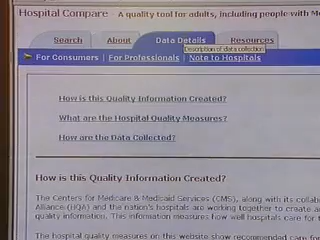 Hospital Compare - A quality tool for adults, including people with M
Search About Data Details Resources
Description of data collection
For Consumers | For Professionals | Note to Hospitals
How is this Quality Information Created?
What are the Hospital Quality Measures?
How are the Data Collected?
How is this Quality Information Created?
The Centers for Medicare & Medicaid Services (CMS), along with its collab
Alliance (HQA) and the nation's hospitals are working together to create a
quality information. This information measures how well hospitals care for t
The hospital quality measures on this website show recommended care for